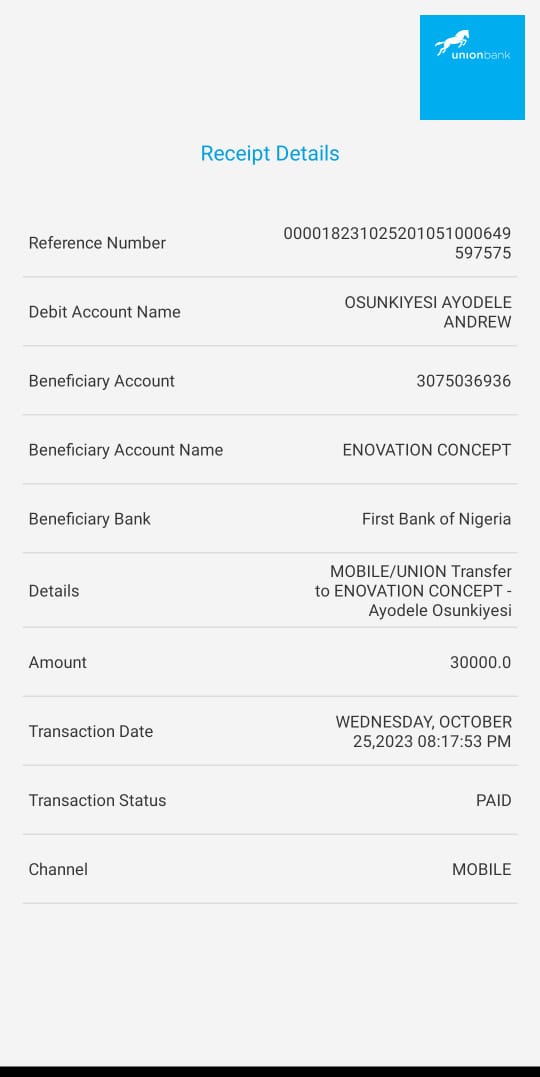 unionbank
Receipt Details
Reference Number
000018231025201051000649
597575
Debit Account Name
OSUNKIYESI AYODELE
ANDREW
Beneficiary Account
3075036936
Beneficiary Account Name
ENOVATION CONCEPT
Beneficiary Bank
First Bank of Nigeria
Details
MOBILE/UNION Transfer
to ENOVATION CONCEPT -
Ayodele Osunkiyesi
Amount
30000.0
Transaction Date
WEDNESDAY, OCTOBER
25,2023 08:17:53 PM
Transaction Status
PAID
Channel
MOBILE